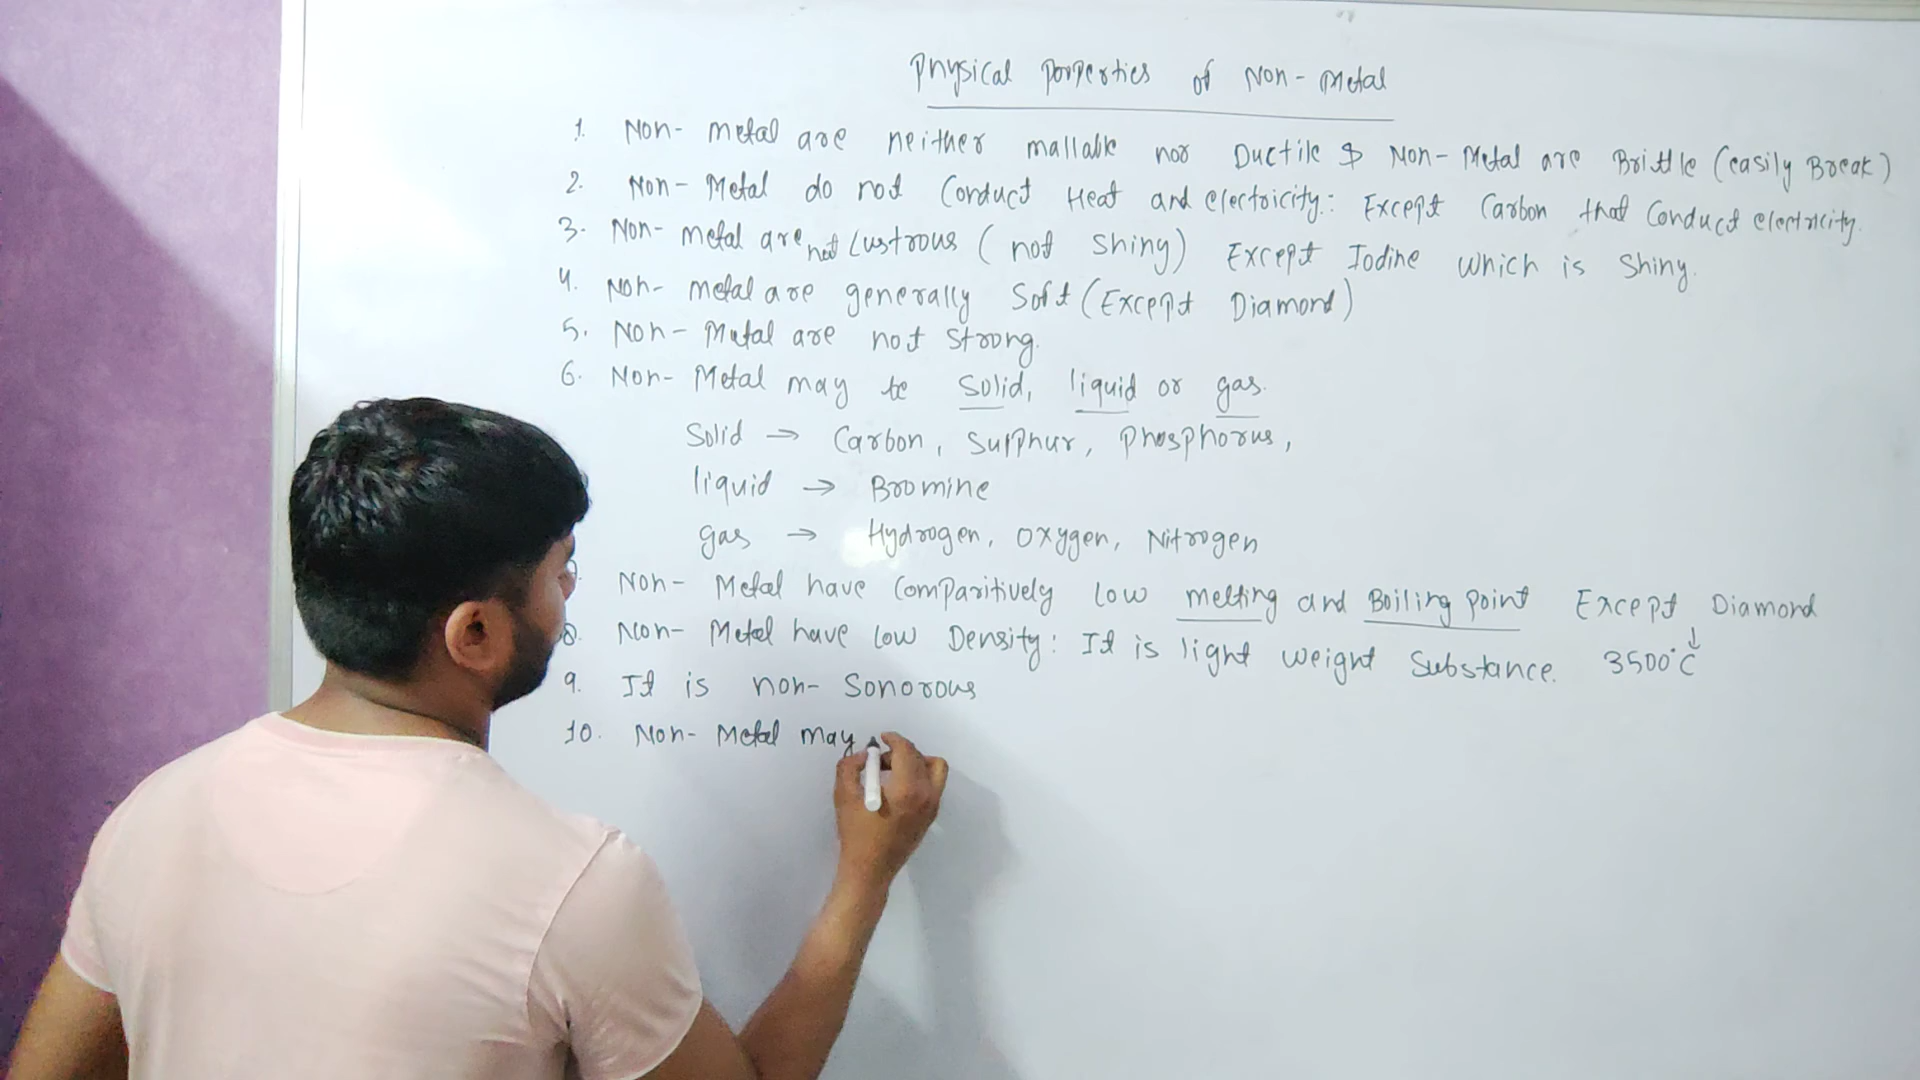 Physical Properties of Non-Metal
1. Non-metal are neither mallable nor Ductile & Non-Metal are Brittle (easily Break)
2. Non-Metal do not Conduct Heat and electricity: Except Carbon that Conduct electricity.
3. Non-metal are not Lustrous (not shiny) Except Iodine which is shiny.
4. Non-metal are generally Soft (Except Diamond)
5. Non-Metal are not strong.
6. Non-Metal may be solid, liquid or gas.
Solid → Carbon, Sulphur, Phosphorus,
liquid → Bromine
gas → Hydrogen, Oxygen, Nitrogen
Non-Metal have Comparitively low melting and Boiling point Except Diamond
↓
8. Non-Metal have low Density: It is light weight Substance. 3500°C
9. It is non-Sonorous
10. Non-Metal may